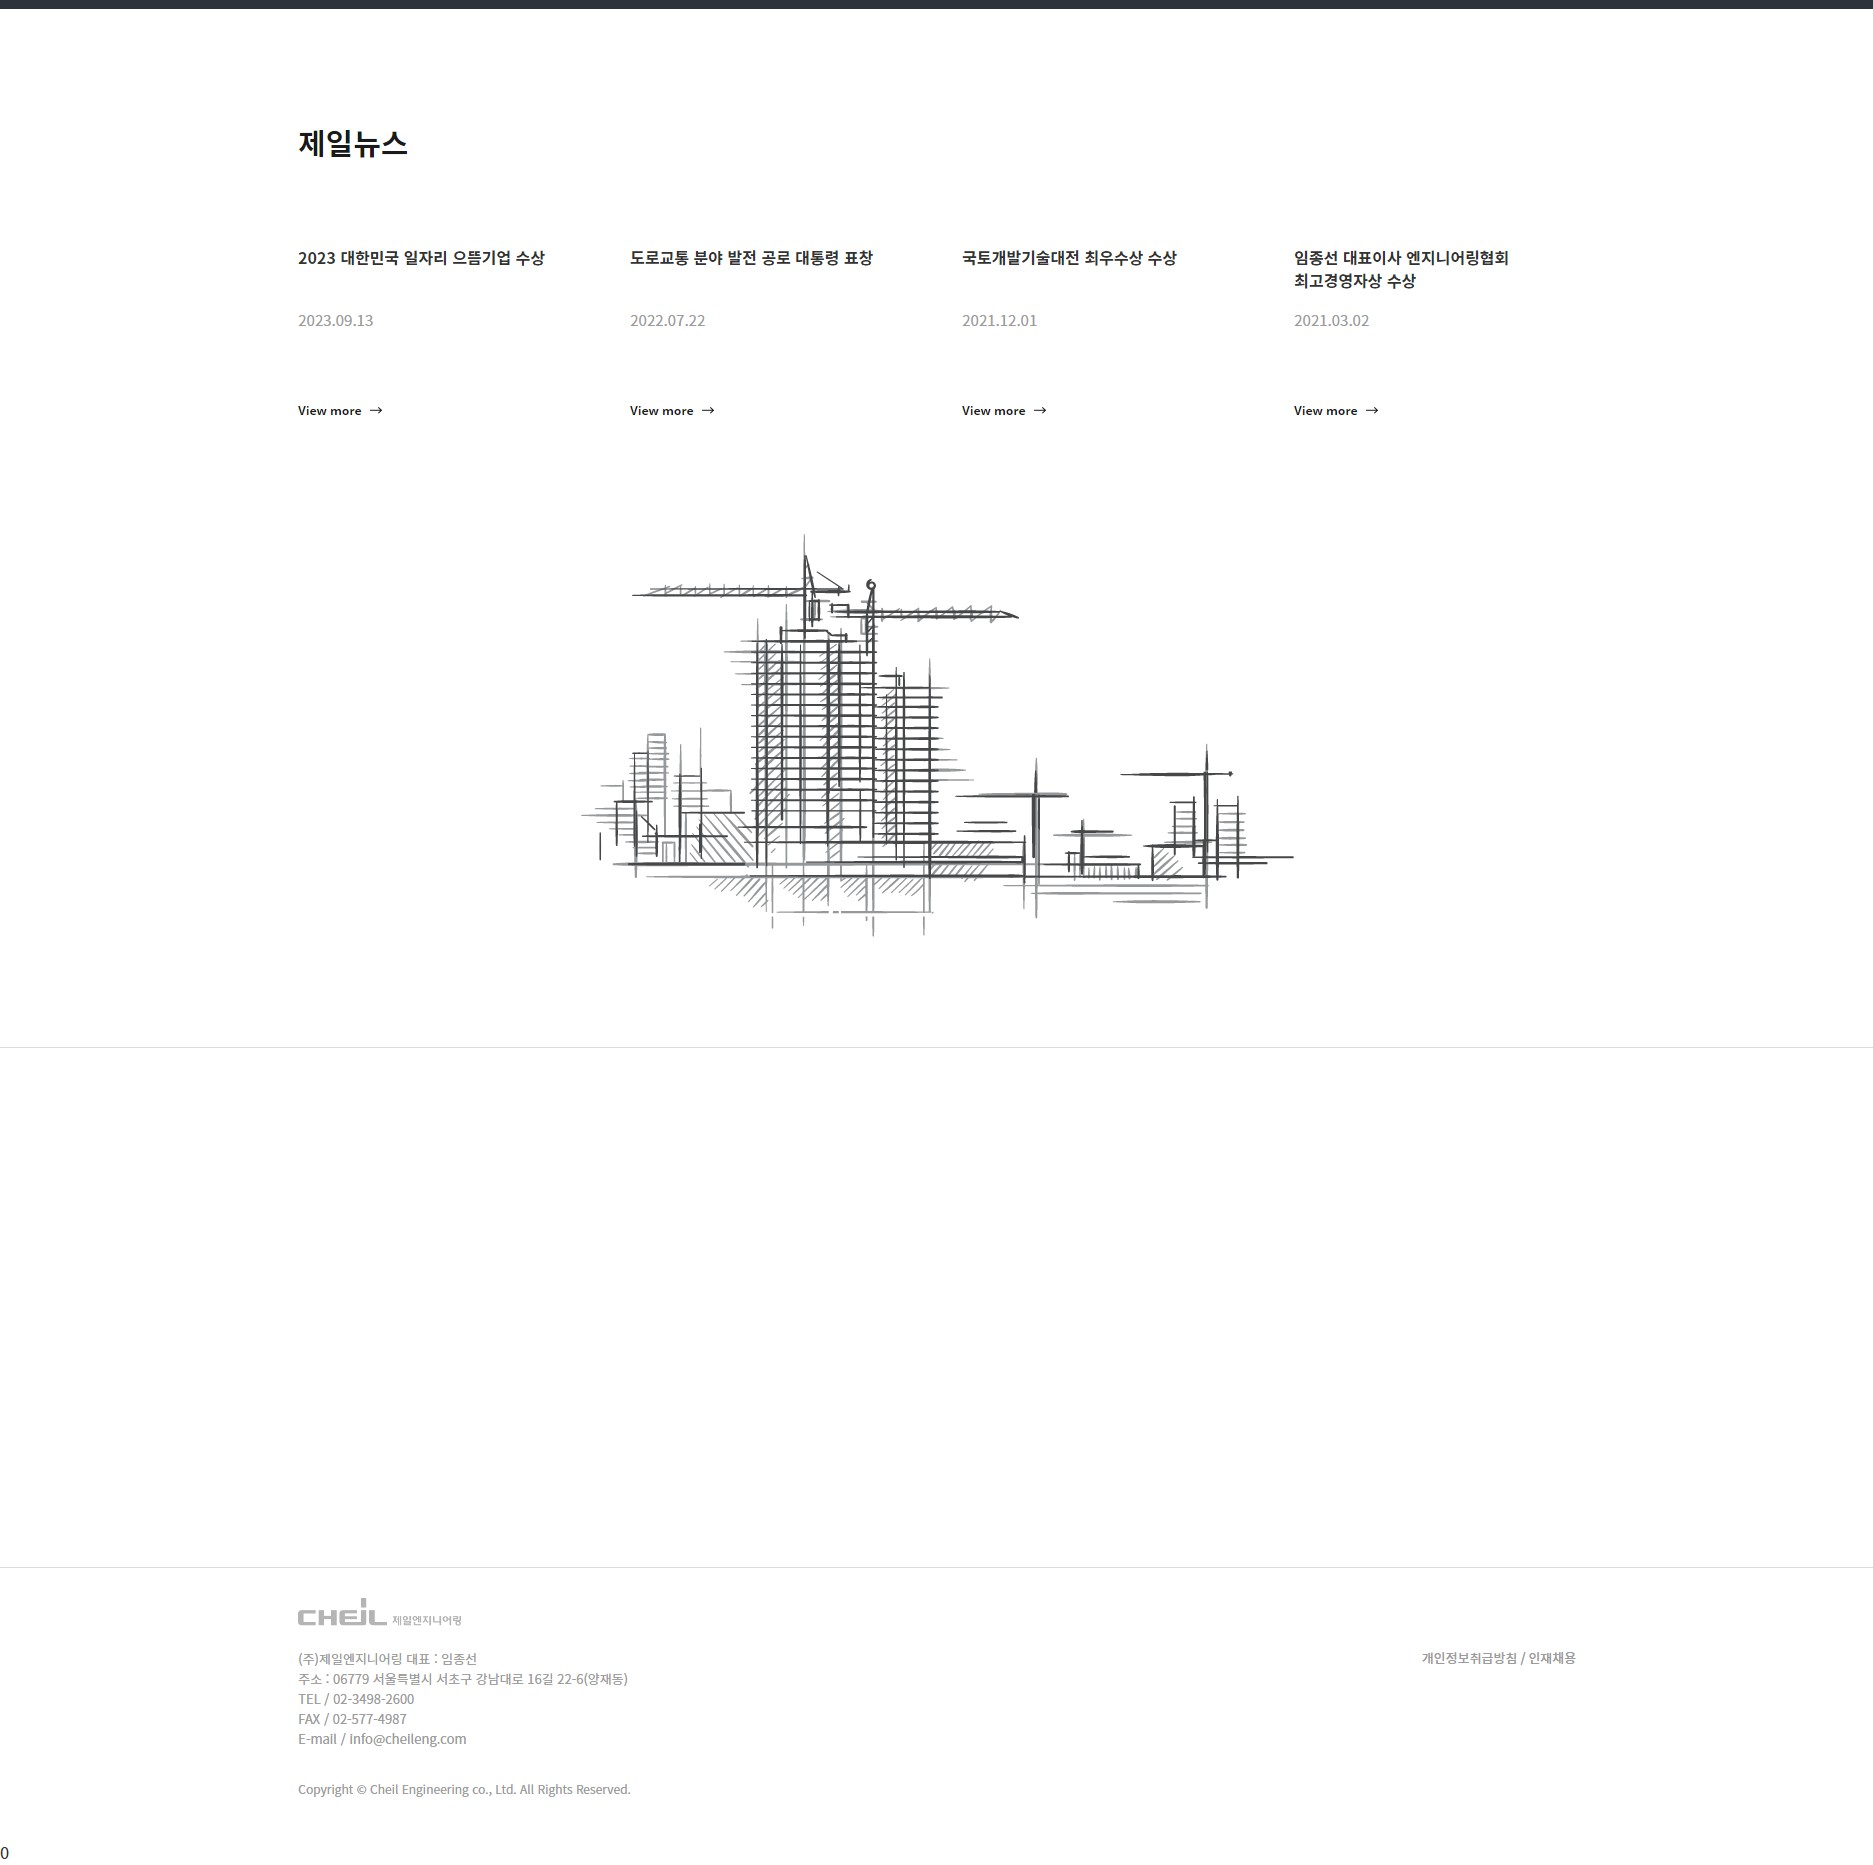 제일뉴스
2023 대한민국 일자리 으뜸기업 수상
2023.09.13
View more
도로교통 분야 발전 공로 대통령 표창
2022.07.22
View more
국토개발기술대전 최우수상 수상
2021.12.01
View more
임종선 대표이사 엔지니어링협회
최고경영자상 수상
2021.03.02
View more
CHEIL 제일엔지니어링
(주)제일엔지니어링 대표 : 임종선
주소 : 06779 서울특별시 서초구 강남대로 16길 22-6(양재동)
TEL / 02-3498-2600
FAX / 02-577-4987
E-mail / info@cheileng.com
개인정보취급방침 / 인재채용
Copyright © Cheil Engineering co., Ltd. All Rights Reserved.
0